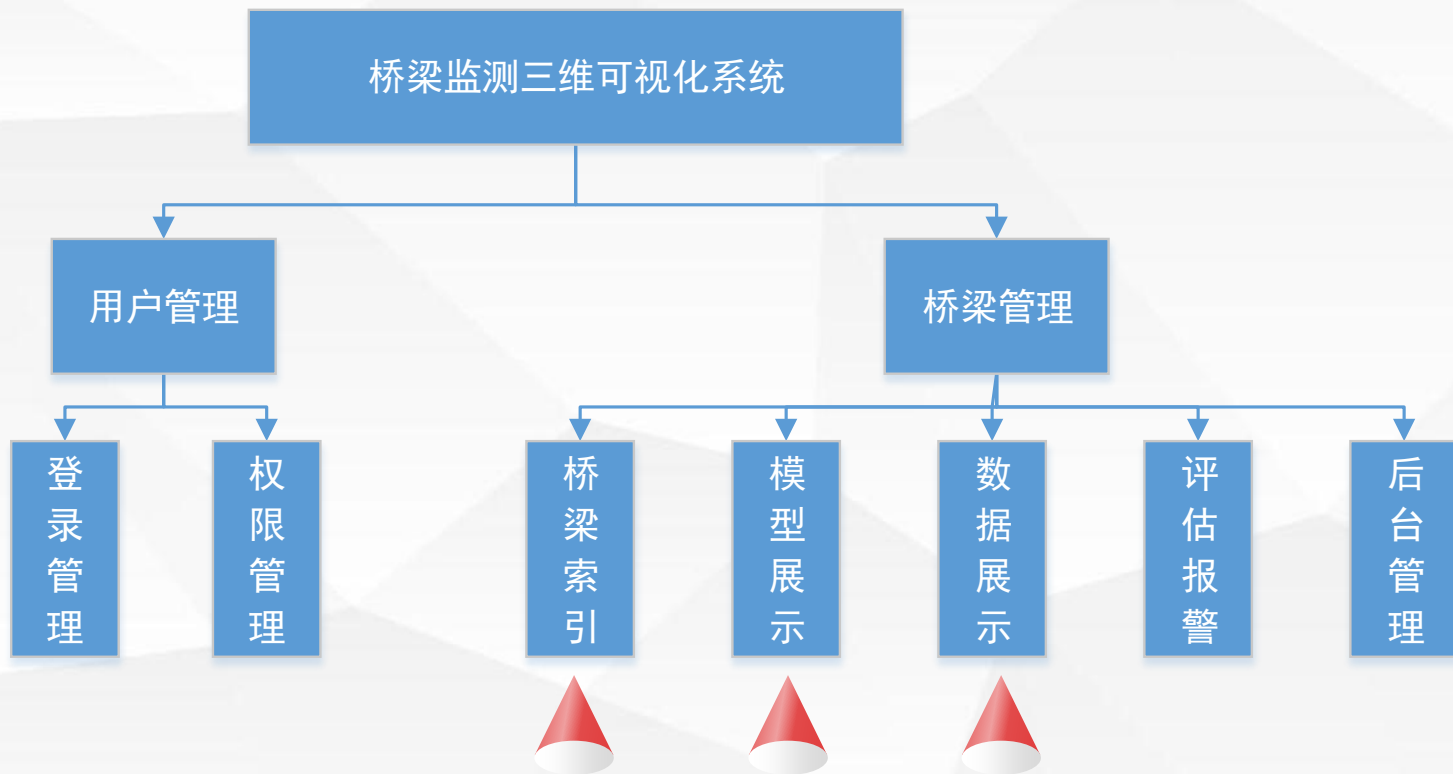 桥梁监测三维可视化系统
用户管理
桥梁管理
登录管理
权限管理
桥梁索引
模型展示
数据展示
评估报警
后台管理